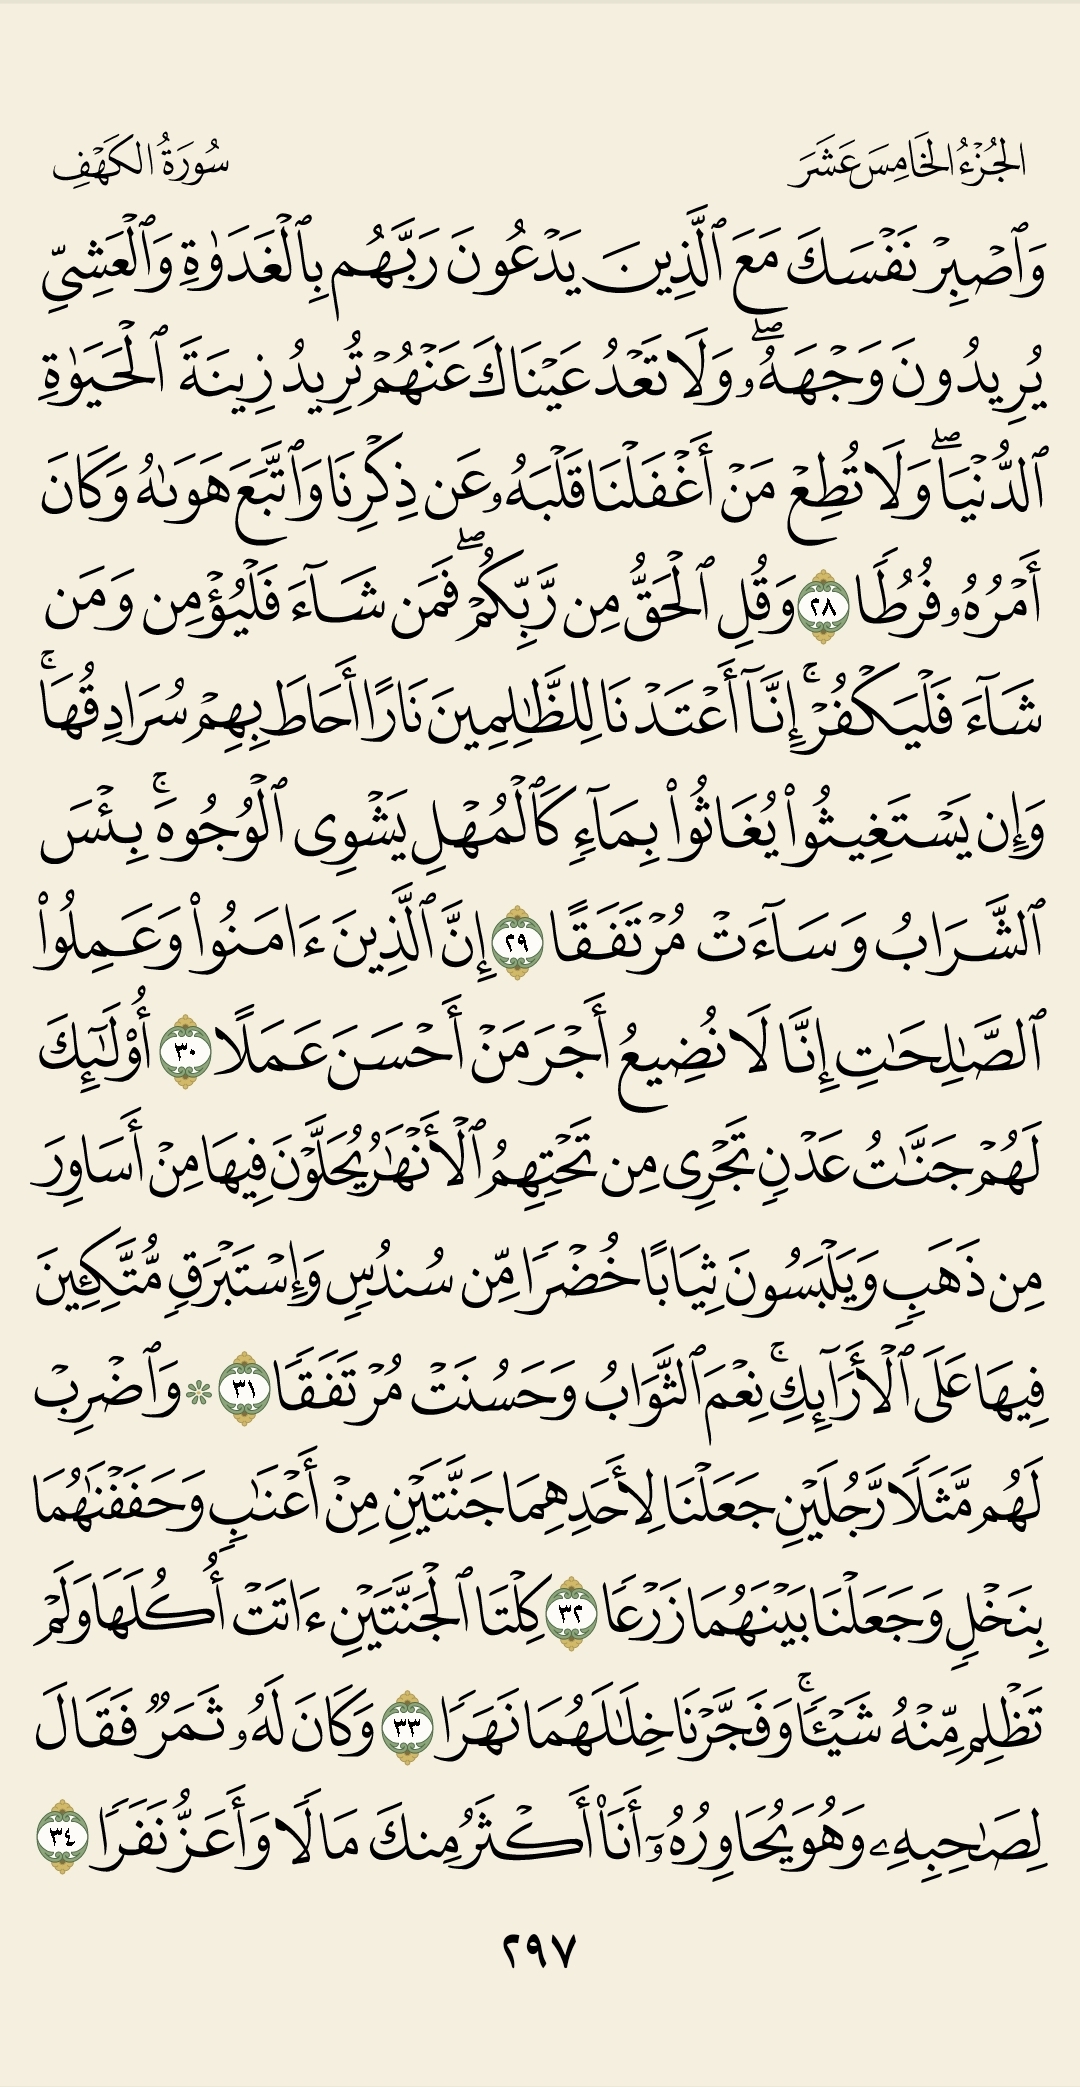 الجُزْءُ الخَامِسَ عَشَرَ
سُورَةُ الكَهْفِ
وَٱصْبِرْ نَفْسَكَ مَعَ ٱلَّذِينَ يَدْعُونَ رَبَّهُم بِٱلْغَدَوٰةِ وَٱلْعَشِىِّ
يُرِيدُونَ وَجْهَهُۥۖ وَلَا تَعْدُ عَيْنَاكَ عَنْهُمْ تُرِيدُ زِينَةَ ٱلْحَيَوٰةِ
ٱلدُّنْيَاۖ وَلَا تُطِعْ مَنْ أَغْفَلْنَا قَلْبَهُۥ عَن ذِكْرِنَا وَٱتَّبَعَ هَوَىٰهُ وَكَانَ
أَمْرُهُۥ فُرُطًا ٢٨ وَقُلِ ٱلْحَقُّ مِن رَّبِّكُمْۖ فَمَن شَآءَ فَلْيُؤْمِن وَمَن
شَآءَ فَلْيَكْفُرْۚ إِنَّآ أَعْتَدْنَا لِلظَّٰلِمِينَ نَارًا أَحَاطَ بِهِمْ سُرَادِقُهَاۚ
وَإِن يَسْتَغِيثُوا۟ يُغَاثُوا۟ بِمَآءٍ كَٱلْمُهْلِ يَشْوِى ٱلْوُجُوهَۚ بِئْسَ
ٱلشَّرَابُ وَسَآءَتْ مُرْتَفَقًا ٢٩ إِنَّ ٱلَّذِينَ ءَامَنُوا۟ وَعَمِلُوا۟
ٱلصَّٰلِحَٰتِ إِنَّا لَا نُضِيعُ أَجْرَ مَنْ أَحْسَنَ عَمَلًا ٣٠ أُو۟لَٰٓئِكَ
لَهُمْ جَنَّٰتُ عَدْنٍ تَجْرِى مِن تَحْتِهِمُ ٱلْأَنْهَٰرُ يُحَلَّوْنَ فِيهَا مِنْ أَسَاوِرَ
مِن ذَهَبٍ وَيَلْبَسُونَ ثِيَابًا خُضْرًا مِّن سُندُسٍ وَإِسْتَبْرَقٍ مُّتَّكِـِٔينَ
فِيهَا عَلَى ٱلْأَرَآئِكِۚ نِعْمَ ٱلثَّوَابُ وَحَسُنَتْ مُرْتَفَقًا ٣١ ۞ وَٱضْرِبْ
لَهُم مَّثَلًا رَّجُلَيْنِ جَعَلْنَا لِأَحَدِهِمَا جَنَّتَيْنِ مِنْ أَعْنَٰبٍ وَحَفَفْنَٰهُمَا
بِنَخْلٍ وَجَعَلْنَا بَيْنَهُمَا زَرْعًا ٣٢ كِلْتَا ٱلْجَنَّتَيْنِ ءَاتَتْ أُكُلَهَا وَلَمْ
تَظْلِم مِّنْهُ شَيْـًٔاۚ وَفَجَّرْنَا خِلَٰلَهُمَا نَهَرًا ٣٣ وَكَانَ لَهُۥ ثَمَرٌ فَقَالَ
لِصَٰحِبِهِۦ وَهُوَ يُحَاوِرُهُۥٓ أَنَا۠ أَكْثَرُ مِنكَ مَالًا وَأَعَزُّ نَفَرًا ٣٤
٢٩٧